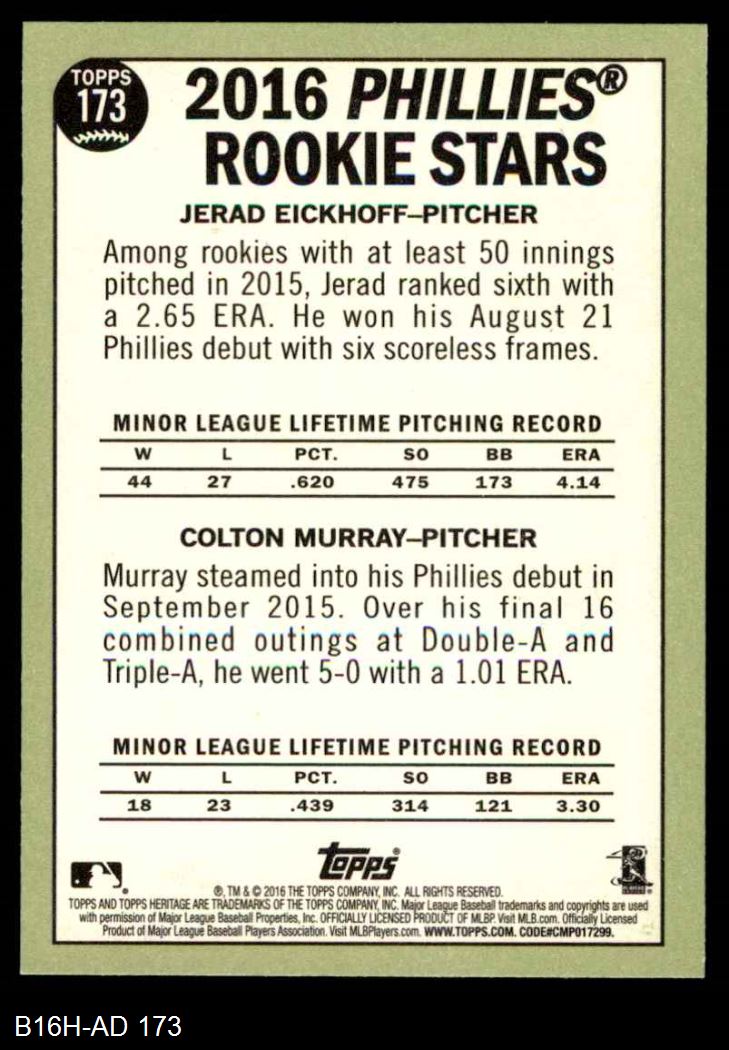 TOPPS
173
2016 PHILLIES®
ROOKIE STARS
JERAD EICKHOFF–PITCHER
Among rookies with at least 50 innings
pitched in 2015, Jerad ranked sixth with
a 2.65 ERA. He won his August 21
Phillies debut with six scoreless frames.
MINOR LEAGUE LIFETIME PITCHING RECORD
W L PCT. SO BB ERA
44 27 .620 475 173 4.14
COLTON MURRAY–PITCHER
Murray steamed into his Phillies debut in
September 2015. Over his final 16
combined outings at Double-A and
Triple-A, he went 5-0 with a 1.01 ERA.
MINOR LEAGUE LIFETIME PITCHING RECORD
W L PCT. SO BB ERA
18 23 .439 314 121 3.30
Topps®
®, TM & © 2016 THE TOPPS COMPANY, INC. ALL RIGHTS RESERVED.
TOPPS AND TOPPS HERITAGE ARE TRADEMARKS OF THE TOPPS COMPANY, INC. Major League Baseball trademarks and copyrights are used
with permission of Major League Baseball Properties, Inc. OFFICIALLY LICENSED PRODUCT OF MLBP. Visit MLB.com. Officially Licensed
Product of Major League Baseball Players Association. Visit MLBPlayers.com. WWW.TOPPS.COM. CODE#CMP017299.
B16H-AD 173